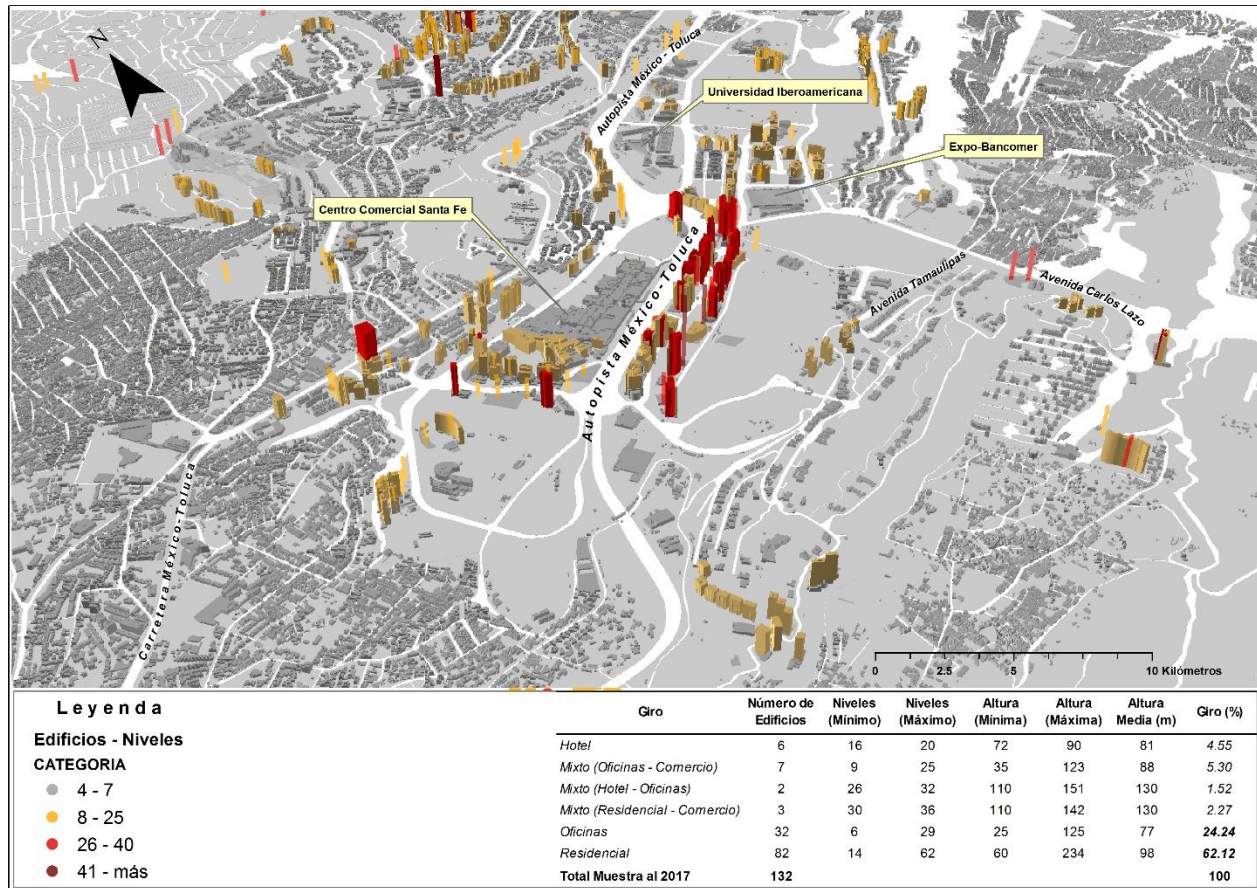 N
Autopista México - Toluca
Universidad Iberoamericana
Expo-Bancomer
Centro Comercial Santa Fe
Autopista México-Toluca
Avenida Tamaulipas
Avenida Carlos Lazo
Carretera México-Toluca
0 2.5 5 10 Kilómetros
Leyenda
Edificios - Niveles
CATEGORIA
4 - 7
8 - 25
26 - 40
41 - más
Giro Número de Edificios Niveles (Mínimo) Niveles (Máximo) Altura (Mínima) Altura (Máxima) Altura Media (m) Giro (%)
Hotel 6 16 20 72 90 81 4.55
Mixto (Oficinas - Comercio) 7 9 25 35 123 88 5.30
Mixto (Hotel - Oficinas) 2 26 32 110 151 130 1.52
Mixto (Residencial - Comercio) 3 30 36 110 142 130 2.27
Oficinas 32 6 29 25 125 77 24.24
Residencial 82 14 62 60 234 98 62.12
Total Muestra al 2017 132 100